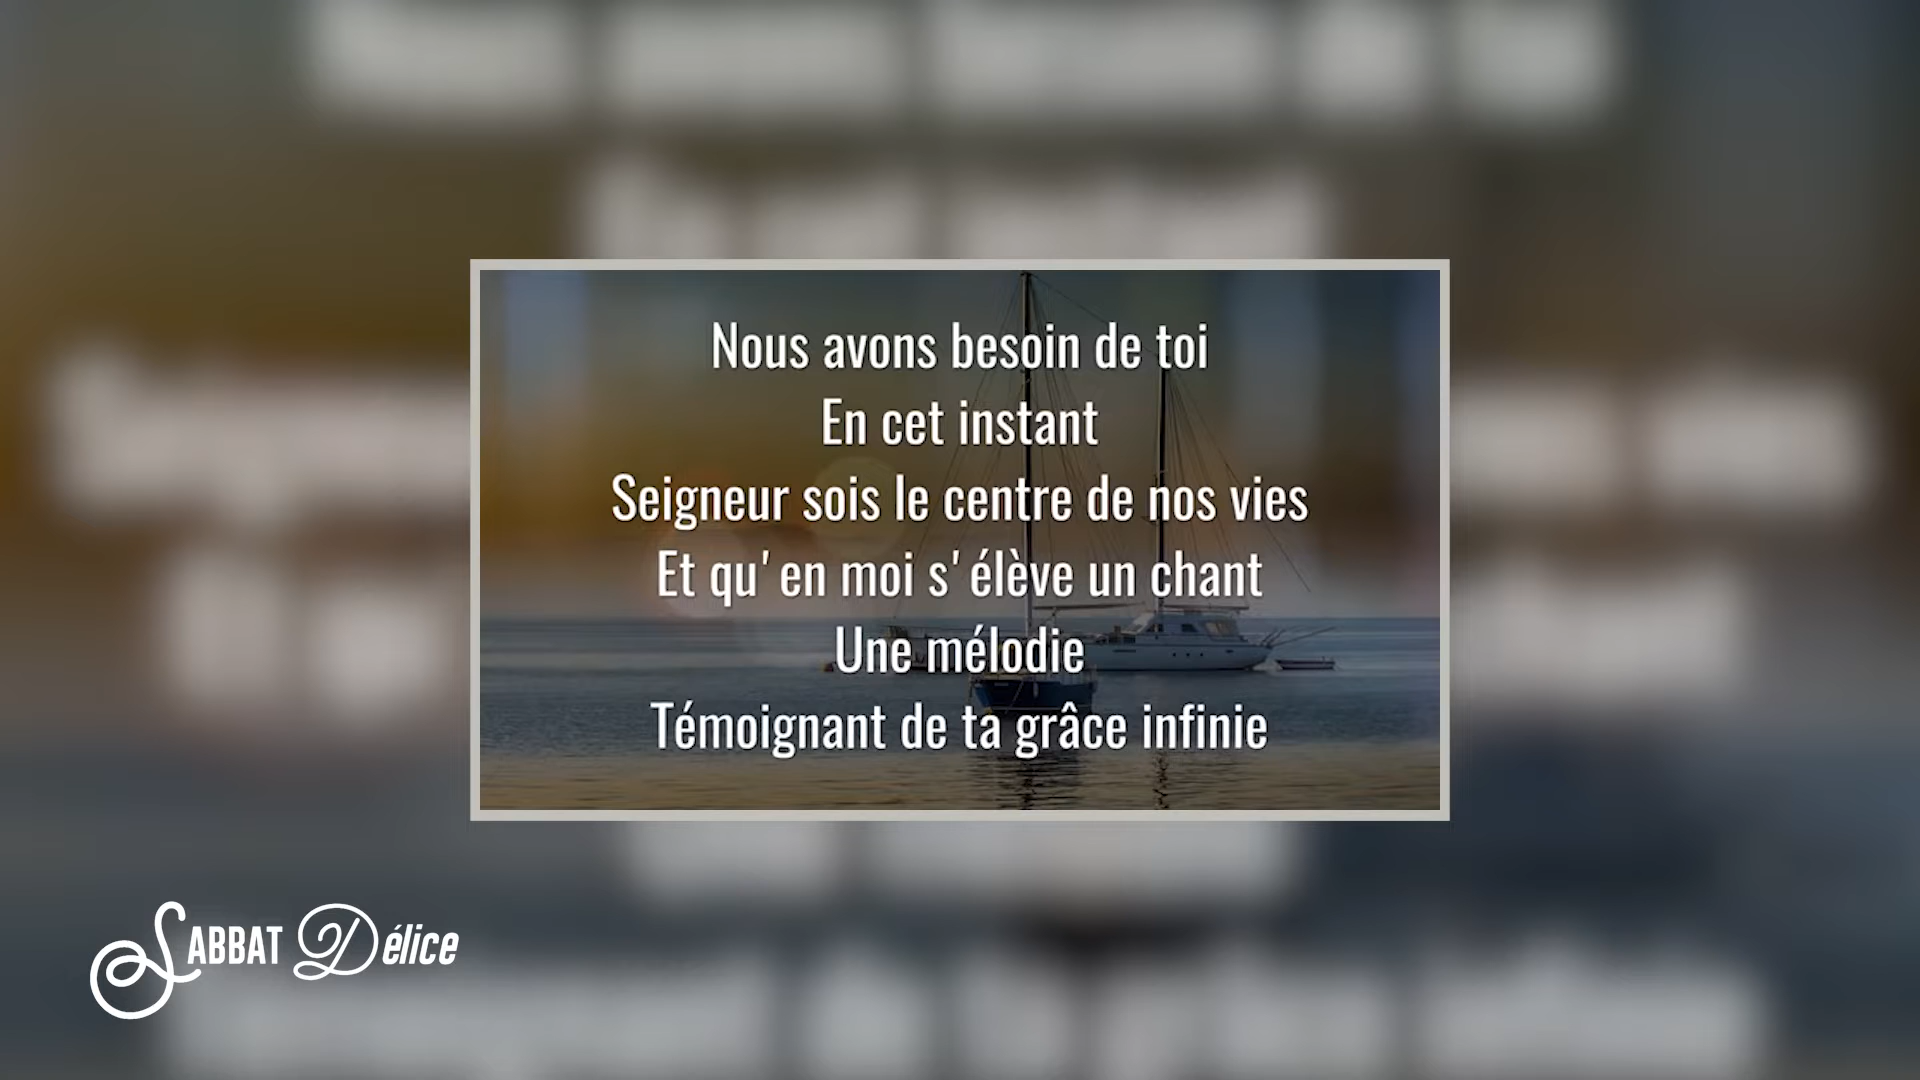 Nous avons besoin de toi
En cet instant
Seigneur sois le centre de nos vies
Et qu'en moi s'élève un chant
Une mélodie
Témoignant de ta grâce infinie
SABBAT Délice